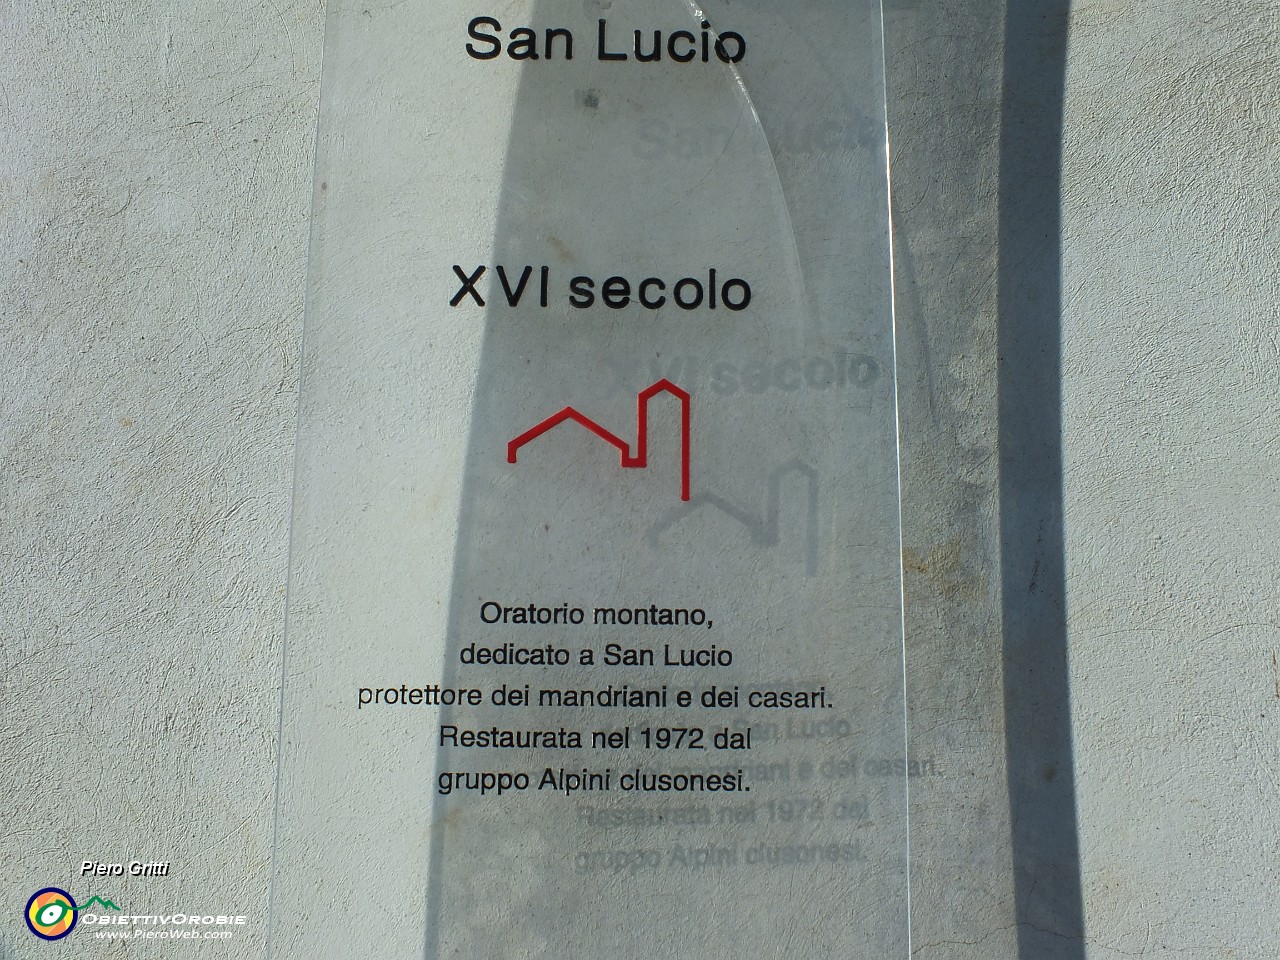 San Lucio
XVI secolo
Oratorio montano,
dedicato a San Lucio
protettore dei mandriani e dei casari.
Restaurata nel 1972 dal
gruppo Alpini clusonesi.
Piero Gritti
ObiettivOrobie
www.PieroWeb.com